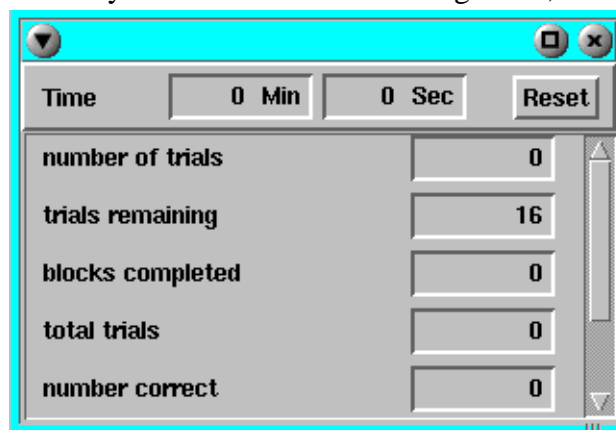 Time 0 Min 0 Sec Reset
number of trials 0
trials remaining 16
blocks completed 0
total trials 0
number correct 0